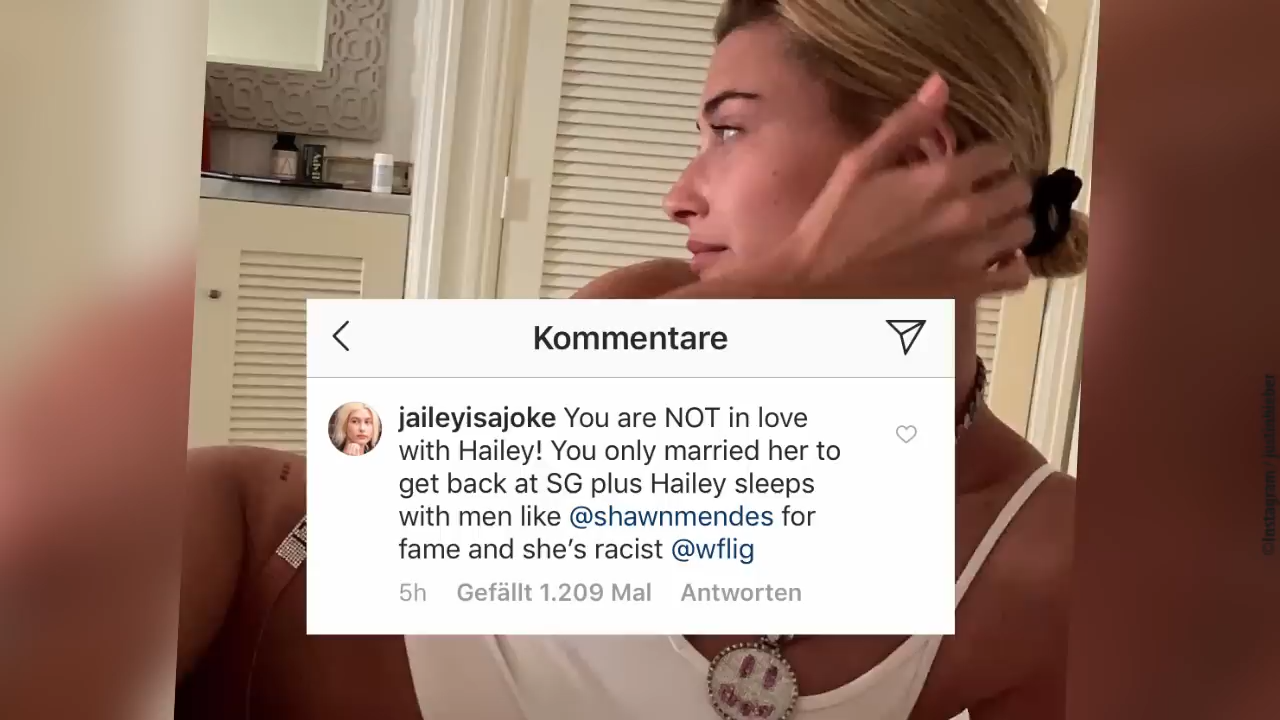 Kommentare
jaileyisajoke You are NOT in love
with Hailey! You only married her to
get back at SG plus Hailey sleeps
with men like @shawnmendes for
fame and she's racist @wflig
5h Gefällt 1.209 Mal Antworten
©Instagram / justinbieber